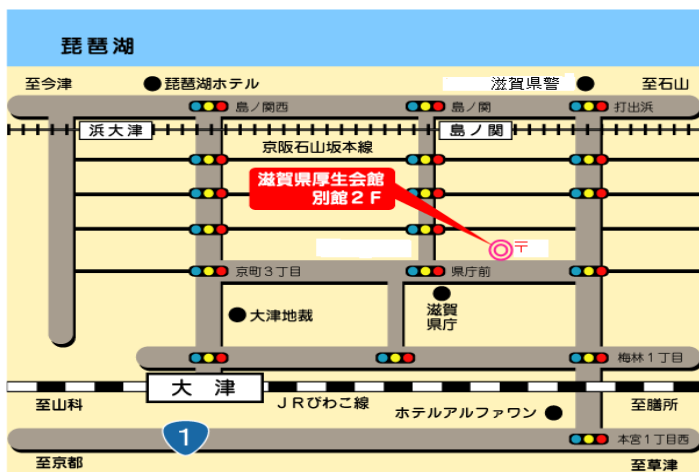 琵琶湖
至今津
琵琶湖ホテル
滋賀県警
至石山
島ノ関西
島ノ関
打出浜
浜大津
島ノ関
京阪石山坂本線
滋賀県厚生会館
別館2F
〒
京町3丁目
県庁前
大津地裁
滋賀
県庁
梅林1丁目
大津
至山科
JRびわこ線
ホテルアルファワン
至膳所
1
本宮1丁目西
至京都
至草津